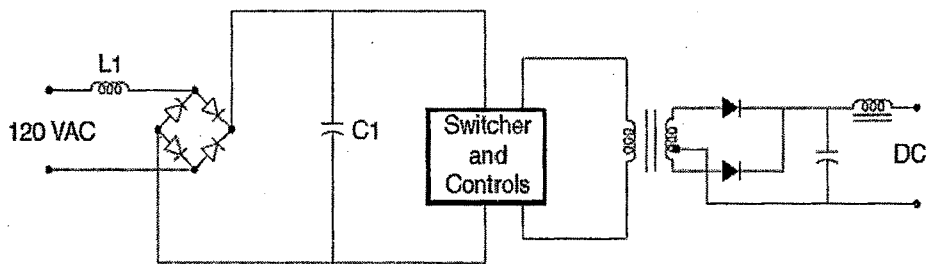 L1
120 VAC
C1
Switcher
and
Controls
DC